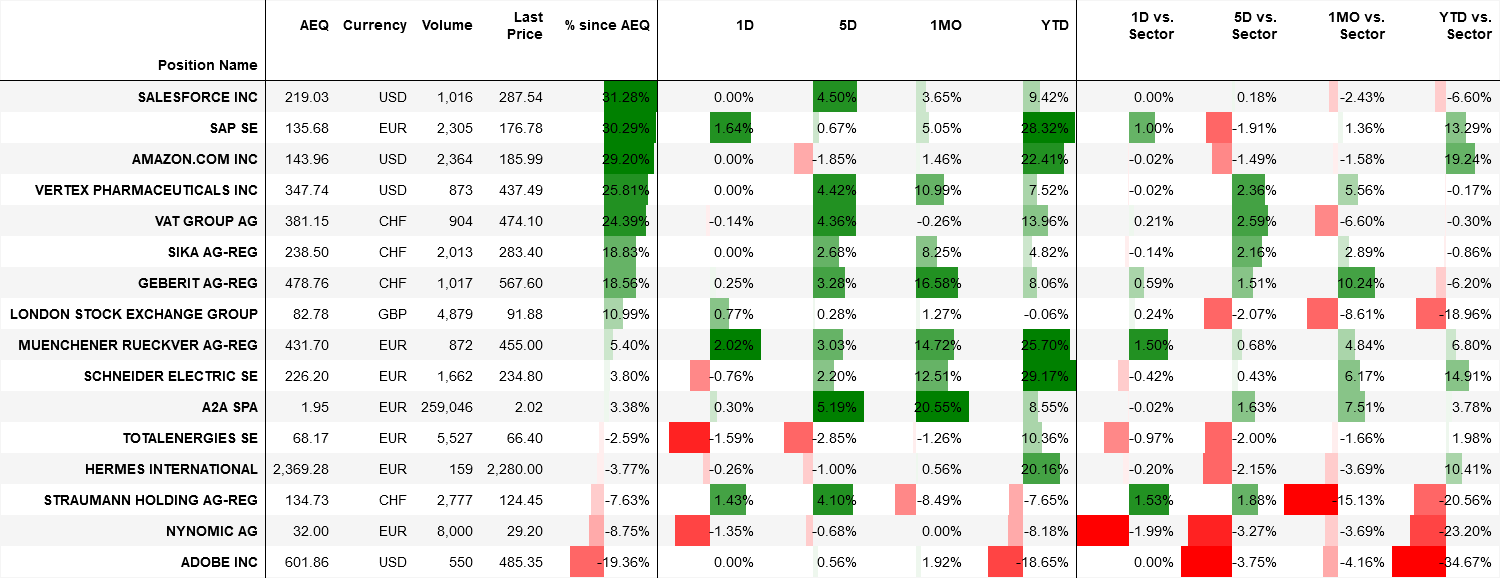 Position Name AEQ Currency Volume Last Price % since AEQ 1D 5D 1MO YTD 1D vs. Sector 5D vs. Sector 1MO vs. Sector YTD vs. Sector
SALESFORCE INC 219.03 USD 1,016 287.54 31.28% 0.00% 4.50% 3.65% 9.42% 0.00% 0.18% -2.43% -6.60%
SAP SE 135.68 EUR 2,305 176.78 30.29% 1.64% 0.67% 5.05% 28.32% 1.00% -1.91% 1.36% 13.29%
AMAZON.COM INC 143.96 USD 2,364 185.99 29.20% 0.00% -1.85% 1.46% 22.41% -0.02% -1.49% -1.58% 19.24%
VERTEX PHARMACEUTICALS INC 347.74 USD 873 437.49 25.81% 0.00% 4.42% 10.99% 7.52% -0.02% 2.36% 5.56% -0.17%
VAT GROUP AG 381.15 CHF 904 474.10 24.39% -0.14% 4.36% -0.26% 13.96% 0.21% 2.59% -6.60% -0.30%
SIKA AG-REG 238.50 CHF 2,013 283.40 18.83% 0.00% 2.68% 8.25% 4.82% -0.14% 2.16% 2.89% -0.86%
GEBERIT AG-REG 478.76 CHF 1,017 567.60 18.56% 0.25% 3.28% 16.58% 8.06% 0.59% 1.51% 10.24% -6.20%
LONDON STOCK EXCHANGE GROUP 82.78 GBP 4,879 91.88 10.99% 0.77% 0.28% 1.27% -0.06% 0.24% -2.07% -8.61% -18.96%
MUENCHENER RUECKVER AG-REG 431.70 EUR 872 455.00 5.40% 2.02% 3.03% 14.72% 25.70% 1.50% 0.68% 4.84% 6.80%
SCHNEIDER ELECTRIC SE 226.20 EUR 1,662 234.80 3.80% -0.76% 2.20% 12.51% 29.17% -0.42% 0.43% 6.17% 14.91%
A2A SPA 1.95 EUR 259,046 2.02 3.38% 0.30% 5.19% 20.55% 8.55% -0.02% 1.63% 7.51% 3.78%
TOTALENERGIES SE 68.17 EUR 5,527 66.40 -2.59% -1.59% -2.85% -1.26% 10.36% -0.97% -2.00% -1.66% 1.98%
HERMES INTERNATIONAL 2,369.28 EUR 159 2,280.00 -3.77% -0.26% -1.00% 0.56% 20.16% -0.20% -2.15% -3.69% 10.41%
STRAUMANN HOLDING AG-REG 134.73 CHF 2,777 124.45 -7.63% 1.43% 4.10% -8.49% -7.65% 1.53% 1.88% -15.13% -20.56%
NYNOMIC AG 32.00 EUR 8,000 29.20 -8.75% -1.35% -0.68% 0.00% -8.18% -1.99% -3.27% -3.69% -23.20%
ADOBE INC 601.86 USD 550 485.35 -19.36% 0.00% 0.56% 1.92% -18.65% 0.00% -3.75% -4.16% -34.67%